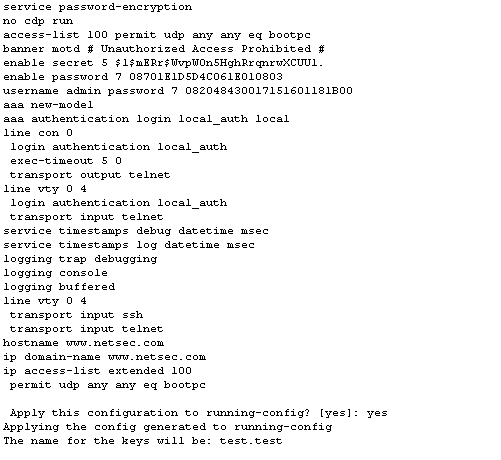 service password-encryption
no cdp run
access-list 100 permit udp any any eq bootpc
banner motd # Unauthorized Access Prohibited #
enable secret 5 $1$mERr$WvpW0n5HghRrqnrwXCUUl.
enable password 7 08701E1D5D4C061E010803
username admin password 7 082048430017151601181B00
aaa new-model
aaa authentication login local_auth local
line con 0
login authentication local_auth
exec-timeout 5 0
transport output telnet
line vty 0 4
login authentication local_auth
transport input telnet
service timestamps debug datetime msec
service timestamps log datetime msec
logging trap debugging
logging console
logging buffered
line vty 0 4
transport input ssh
transport input telnet
hostname www.netsec.com
ip domain-name www.netsec.com
ip access-list extended 100
permit udp any any eq bootpc
Apply this configuration to running-config? [yes]: yes
Applying the config generated to running-config
The name for the keys will be: test.test